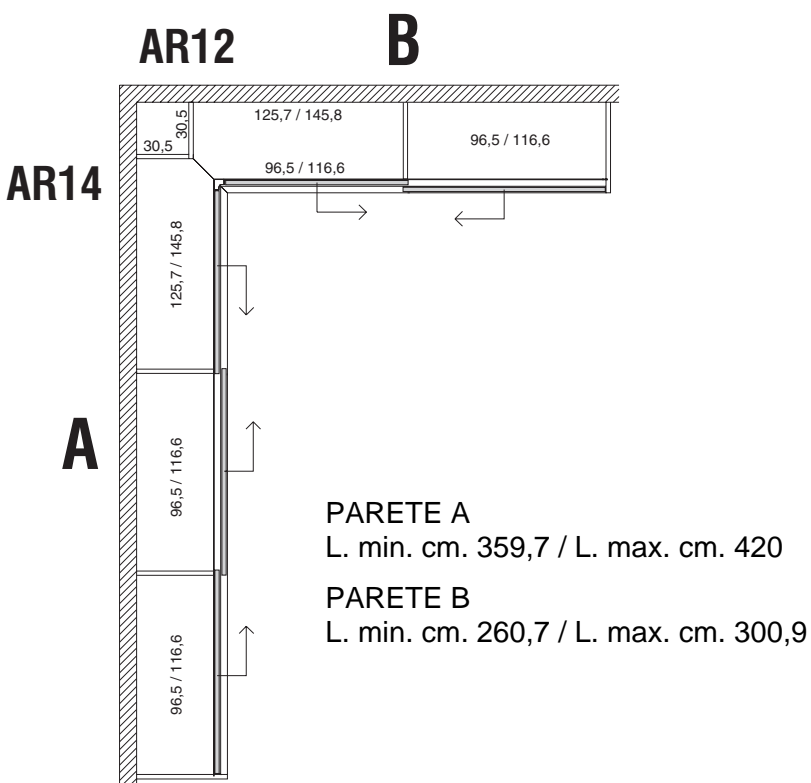 AR12
B
30,5
30,5
125,7 / 145,8
96,5 / 116,6
96,5 / 116,6
AR14
125,7 / 145,8
A
96,5 / 116,6
96,5 / 116,6
PARETE A
L. min. cm. 359,7 / L. max. cm. 420
PARETE B
L. min. cm. 260,7 / L. max. cm. 300,9